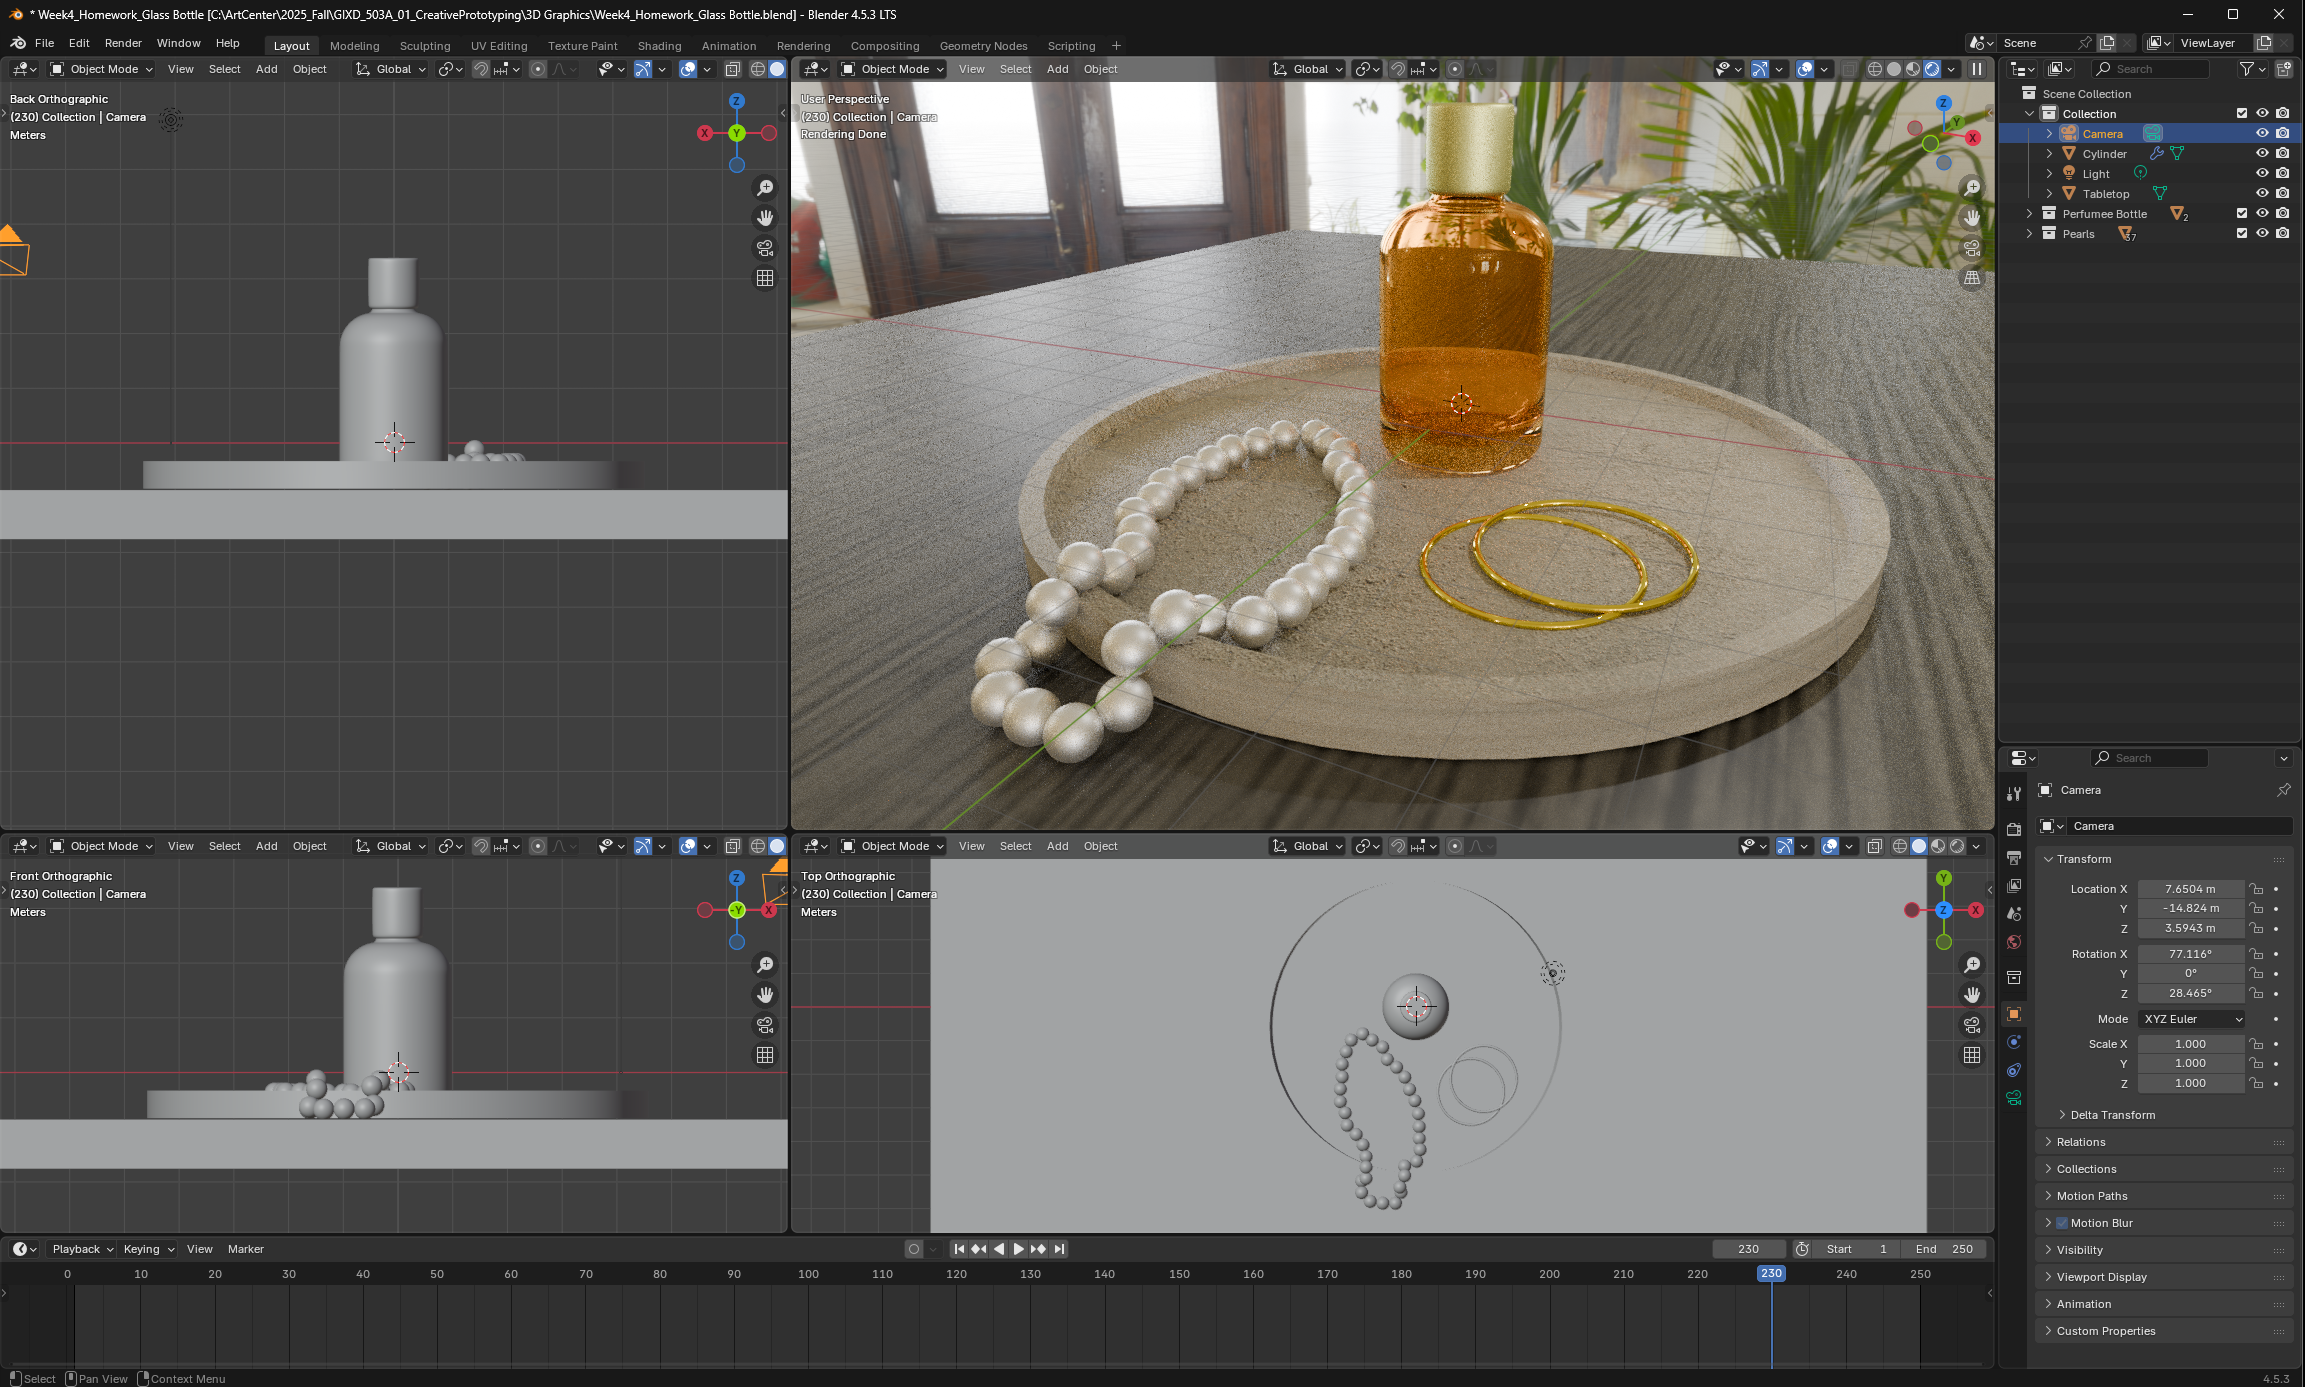 * Week4_Homework_Glass Bottle [C:\ArtCenter\2025_Fall\GIXD_503A_01_CreativePrototyping\3D Graphics\Week4_Homework_Glass Bottle.blend] - Blender 4.5.3 LTS
File Edit Render Window Help Layout Modeling Sculpting UV Editing Texture Paint Shading Animation Rendering Compositing Geometry Nodes Scripting + Scene ViewLayer
Object Mode View Select Add Object Global
Back Orthographic
(230) Collection | Camera
Meters
Z
X Y
Object Mode View Select Add Object Global
User Perspective
(230) Collection | Camera
Rendering Done
Z
Y
X
Search
Scene Collection
Collection
Camera
Cylinder
Light
Tabletop
Perfumee Bottle 2
Pearls 37
Object Mode View Select Add Object Global
Front Orthographic
(230) Collection | Camera
Meters
Z
-Y X
Object Mode View Select Add Object Global
Top Orthographic
(230) Collection | Camera
Meters
Y
Z X
Search
Camera
Camera
Transform
Location X 7.6504 m
Y -14.824 m
Z 3.5943 m
Rotation X 77.116°
Y 0°
Z 28.465°
Mode XYZ Euler
Scale X 1.000
Y 1.000
Z 1.000
Delta Transform
Relations
Collections
Motion Paths
Motion Blur
Visibility
Viewport Display
Animation
Custom Properties
Playback Keying View Marker 230 Start 1 End 250
0 10 20 30 40 50 60 70 80 90 100 110 120 130 140 150 160 170 180 190 200 210 220 230 240 250
Select Pan View Context Menu 4.5.3